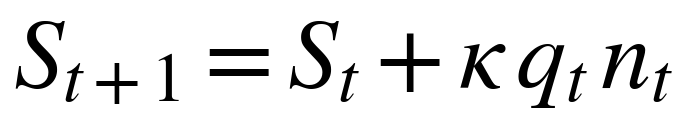 S_{t+1} = S_t + κ q_t n_t